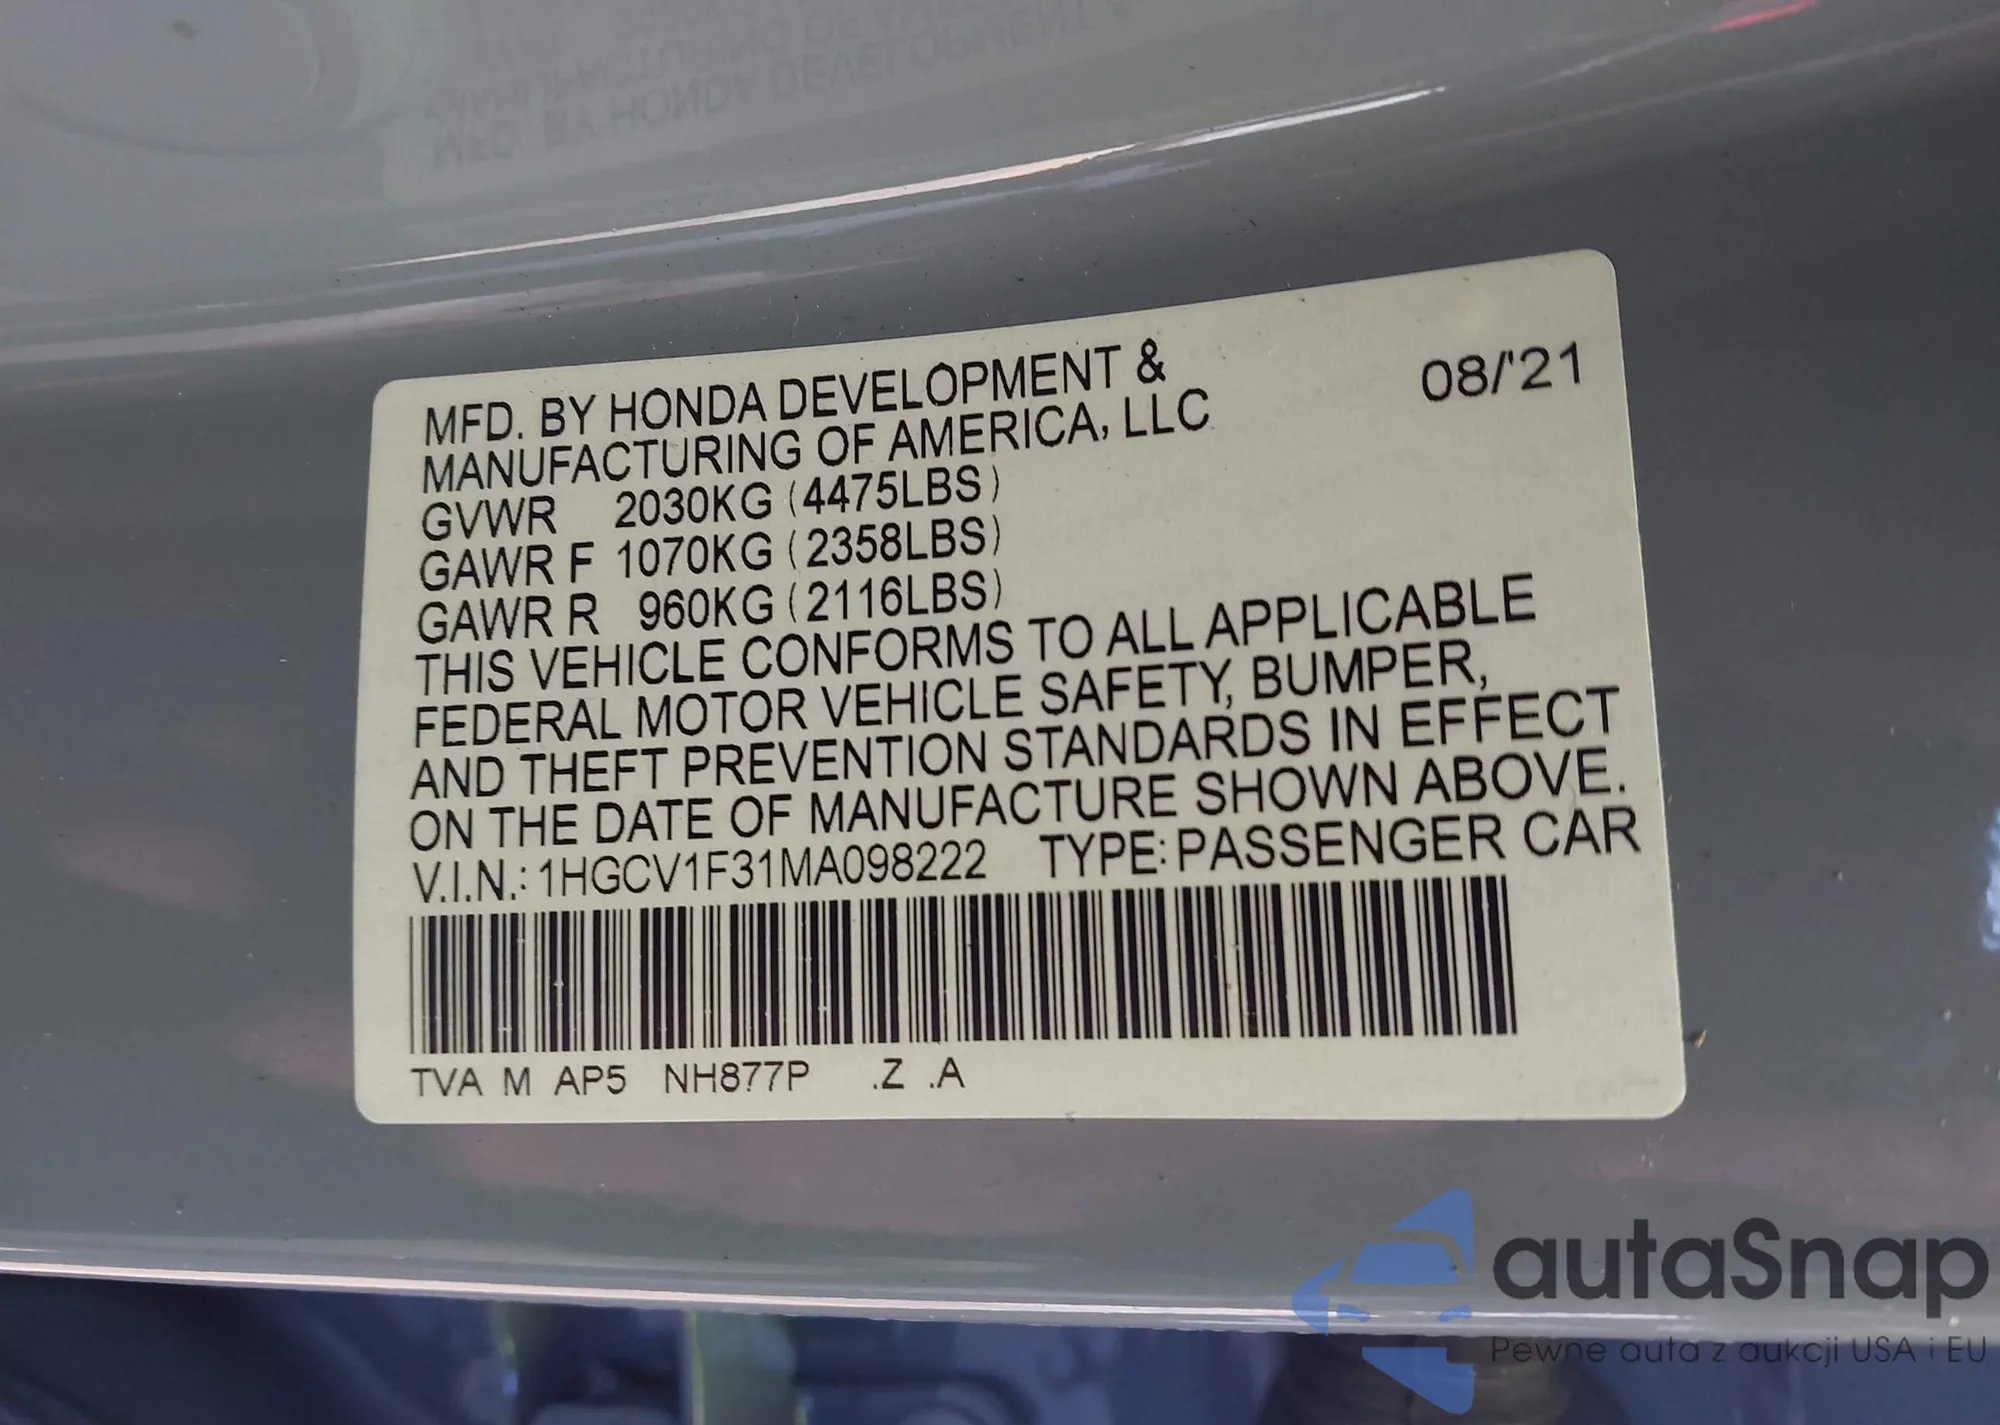 MFD. BY HONDA DEVELOPMENT &
MANUFACTURING OF AMERICA, LLC
08/'21
GVWR 2030KG (4475LBS)
GAWR F 1070KG (2358LBS)
GAWR R 960KG (2116LBS)
THIS VEHICLE CONFORMS TO ALL APPLICABLE
FEDERAL MOTOR VEHICLE SAFETY, BUMPER,
AND THEFT PREVENTION STANDARDS IN EFFECT
ON THE DATE OF MANUFACTURE SHOWN ABOVE.
V.I.N.: 1HGCV1F31MA098222 TYPE: PASSENGER CAR
TVA M AP5 NH877P .Z .A
autaSnap
Pewne auta z aukcji USA i EU